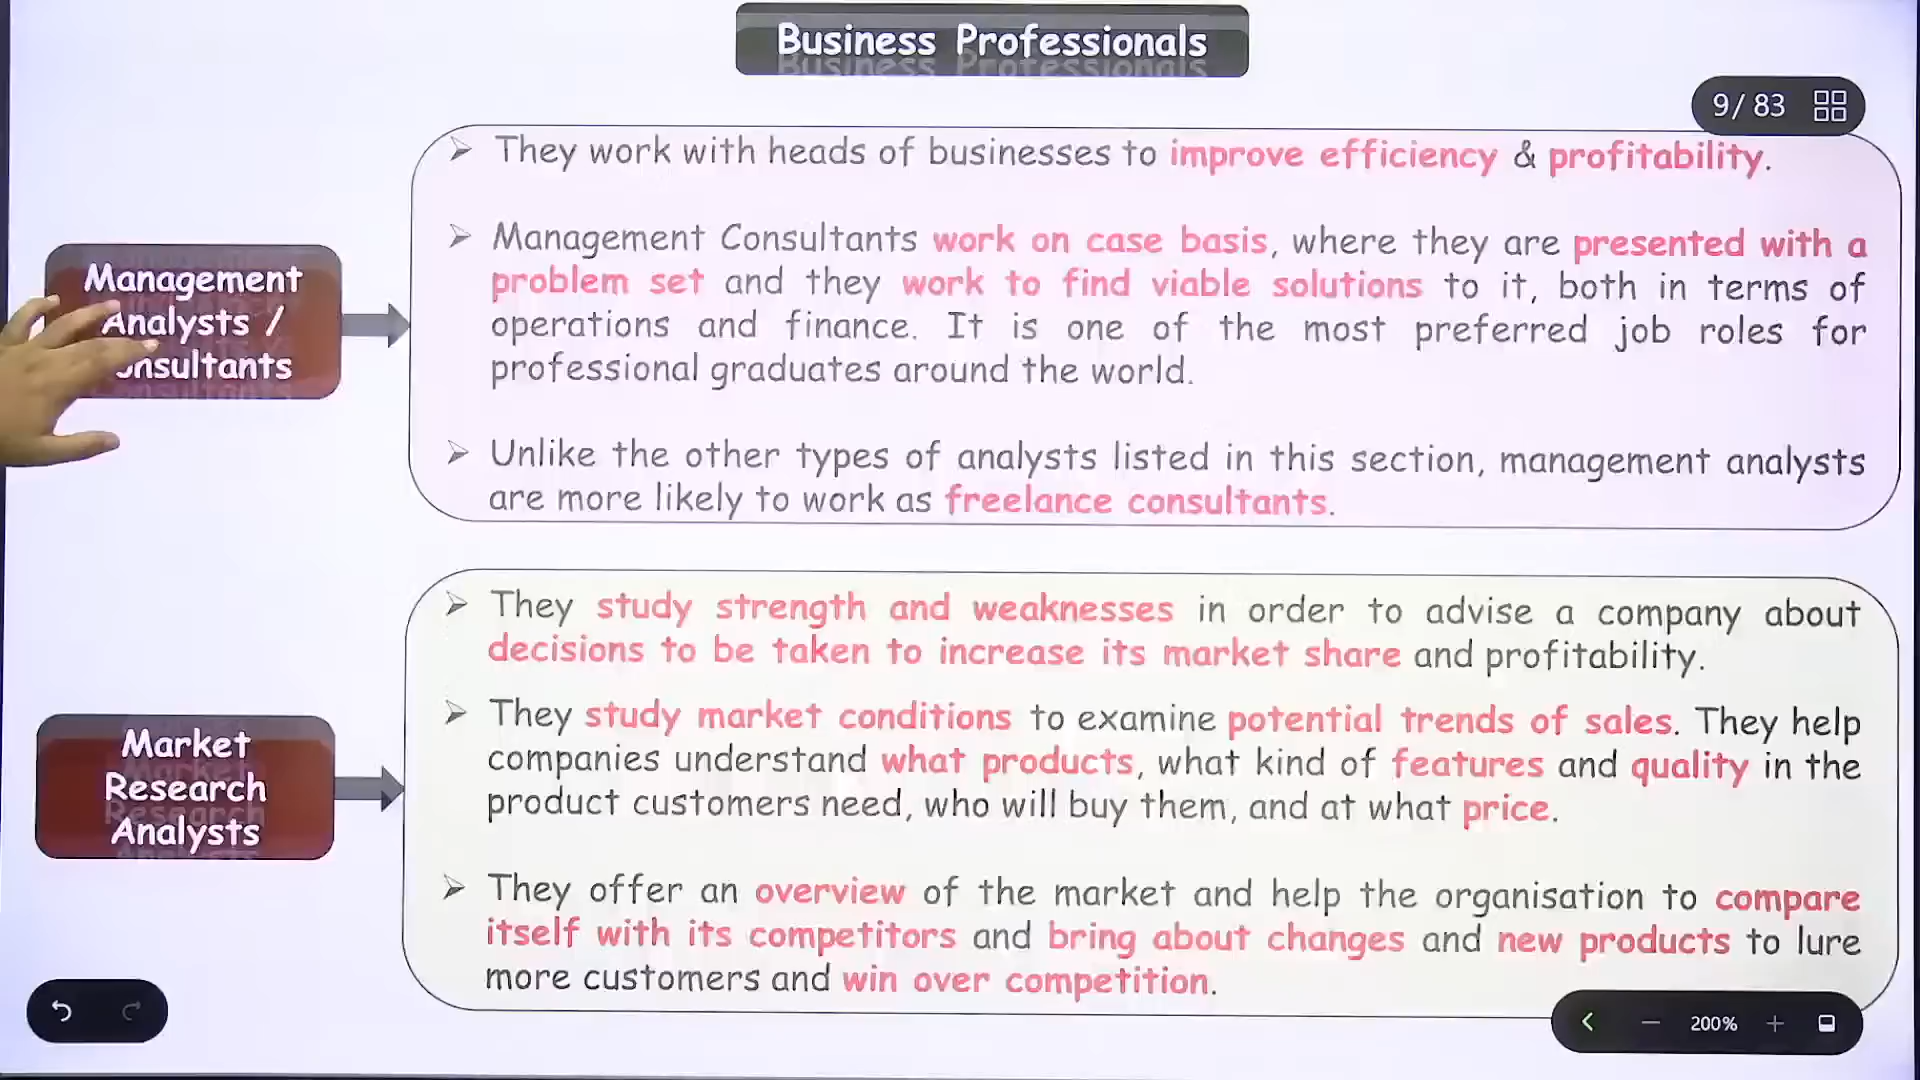 Business Professionals
9/ 83
Management
Analysts /
Consultants
➢ They work with heads of businesses to improve efficiency & profitability.
➢ Management Consultants work on case basis, where they are presented with a
problem set and they work to find viable solutions to it, both in terms of
operations and finance. It is one of the most preferred job roles for
professional graduates around the world.
➢ Unlike the other types of analysts listed in this section, management analysts
are more likely to work as freelance consultants.
Market
Research
Analysts
➢ They study strength and weaknesses in order to advise a company about
decisions to be taken to increase its market share and profitability.
➢ They study market conditions to examine potential trends of sales. They help
companies understand what products, what kind of features and quality in the
product customers need, who will buy them, and at what price.
➢ They offer an overview of the market and help the organisation to compare
itself with its competitors and bring about changes and new products to lure
more customers and win over competition.
200%